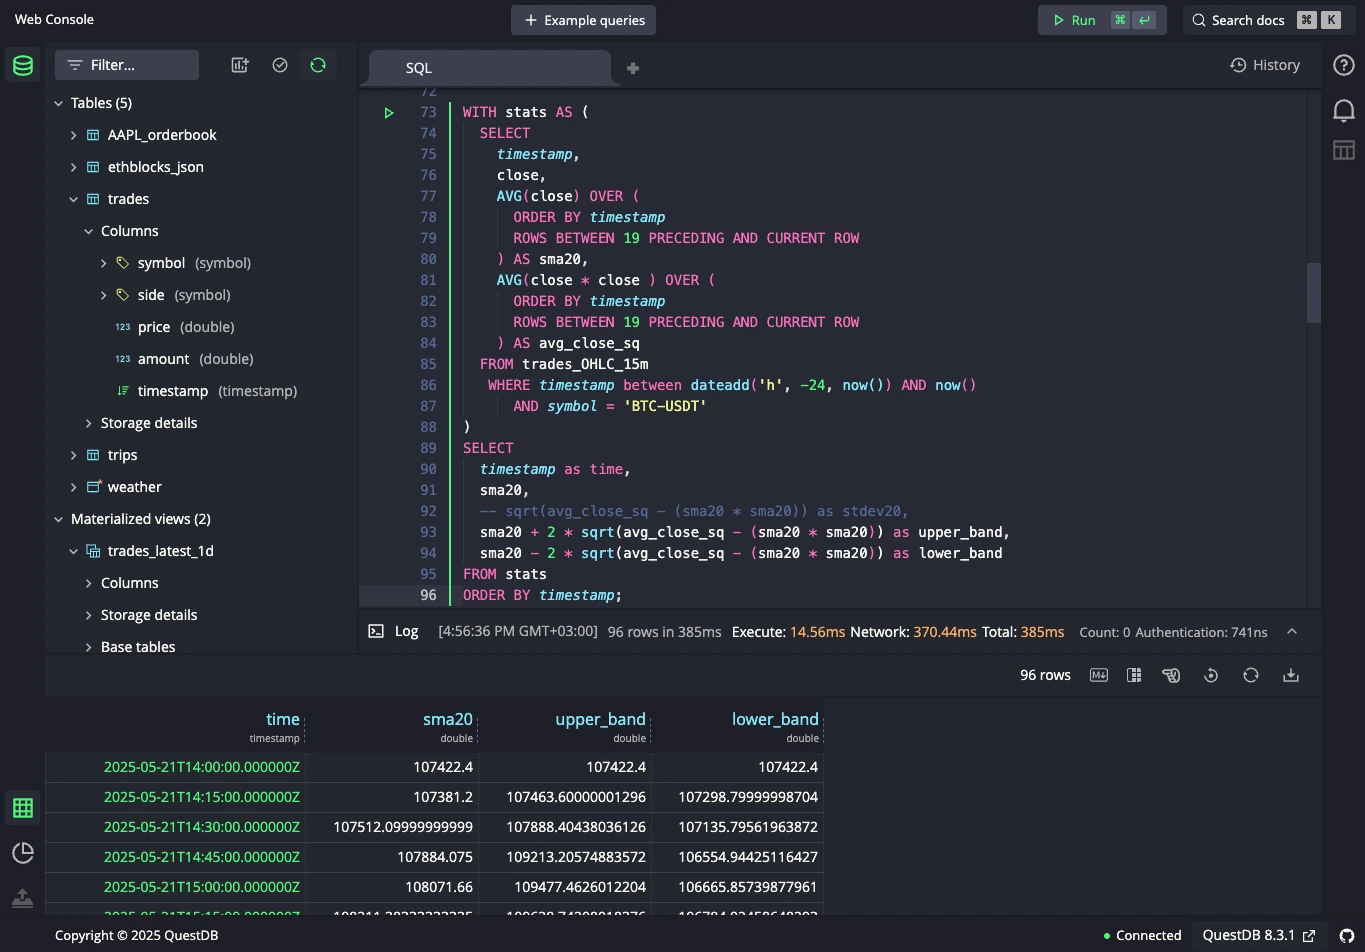 Web Console
Example queries
Run
Search docs
K
Filter...
SQL
History
Tables (5)
AAPL_orderbook
ethblocks_json
trades
Columns
symbol (symbol)
side (symbol)
123 price (double)
123 amount (double)
timestamp (timestamp)
Storage details
trips
weather
Materialized views (2)
trades_latest_1d
Columns
Storage details
Base tables
72
73 WITH stats AS (
74 SELECT
75 timestamp,
76 close,
77 AVG(close) OVER (
78 ORDER BY timestamp
79 ROWS BETWEEN 19 PRECEDING AND CURRENT ROW
80 ) AS sma20,
81 AVG(close * close ) OVER (
82 ORDER BY timestamp
83 ROWS BETWEEN 19 PRECEDING AND CURRENT ROW
84 ) AS avg_close_sq
85 FROM trades_OHLC_15m
86 WHERE timestamp between dateadd('h', -24, now()) AND now()
87 AND symbol = 'BTC-USDT'
88 )
89 SELECT
90 timestamp as time,
91 sma20,
92 -- sqrt(avg_close_sq - (sma20 * sma20)) as stdev20,
93 sma20 + 2 * sqrt(avg_close_sq - (sma20 * sma20)) as upper_band,
94 sma20 - 2 * sqrt(avg_close_sq - (sma20 * sma20)) as lower_band
95 FROM stats
96 ORDER BY timestamp;
Log [4:56:36 PM GMT+03:00] 96 rows in 385ms Execute: 14.56ms Network: 370.44ms Total: 385ms Count: 0 Authentication: 741ns
96 rows
time sma20 upper_band lower_band
timestamp double double double
2025-05-21T14:00:00.000000Z 107422.4 107422.4 107422.4
2025-05-21T14:15:00.000000Z 107381.2 107463.60000001296 107298.79999998704
2025-05-21T14:30:00.000000Z 107512.09999999999 107888.40438036126 107135.79561963872
2025-05-21T14:45:00.000000Z 107884.075 109213.20574883572 106554.94425116427
2025-05-21T15:00:00.000000Z 108071.66 109477.4626012204 106665.85739877961
Copyright © 2025 QuestDB
Connected
QuestDB 8.3.1